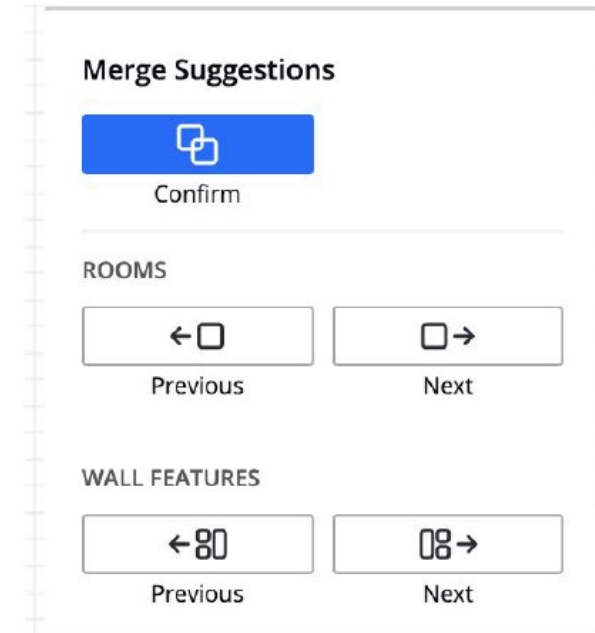 Merge Suggestions
Confirm
ROOMS
Previous Next
WALL FEATURES
Previous Next